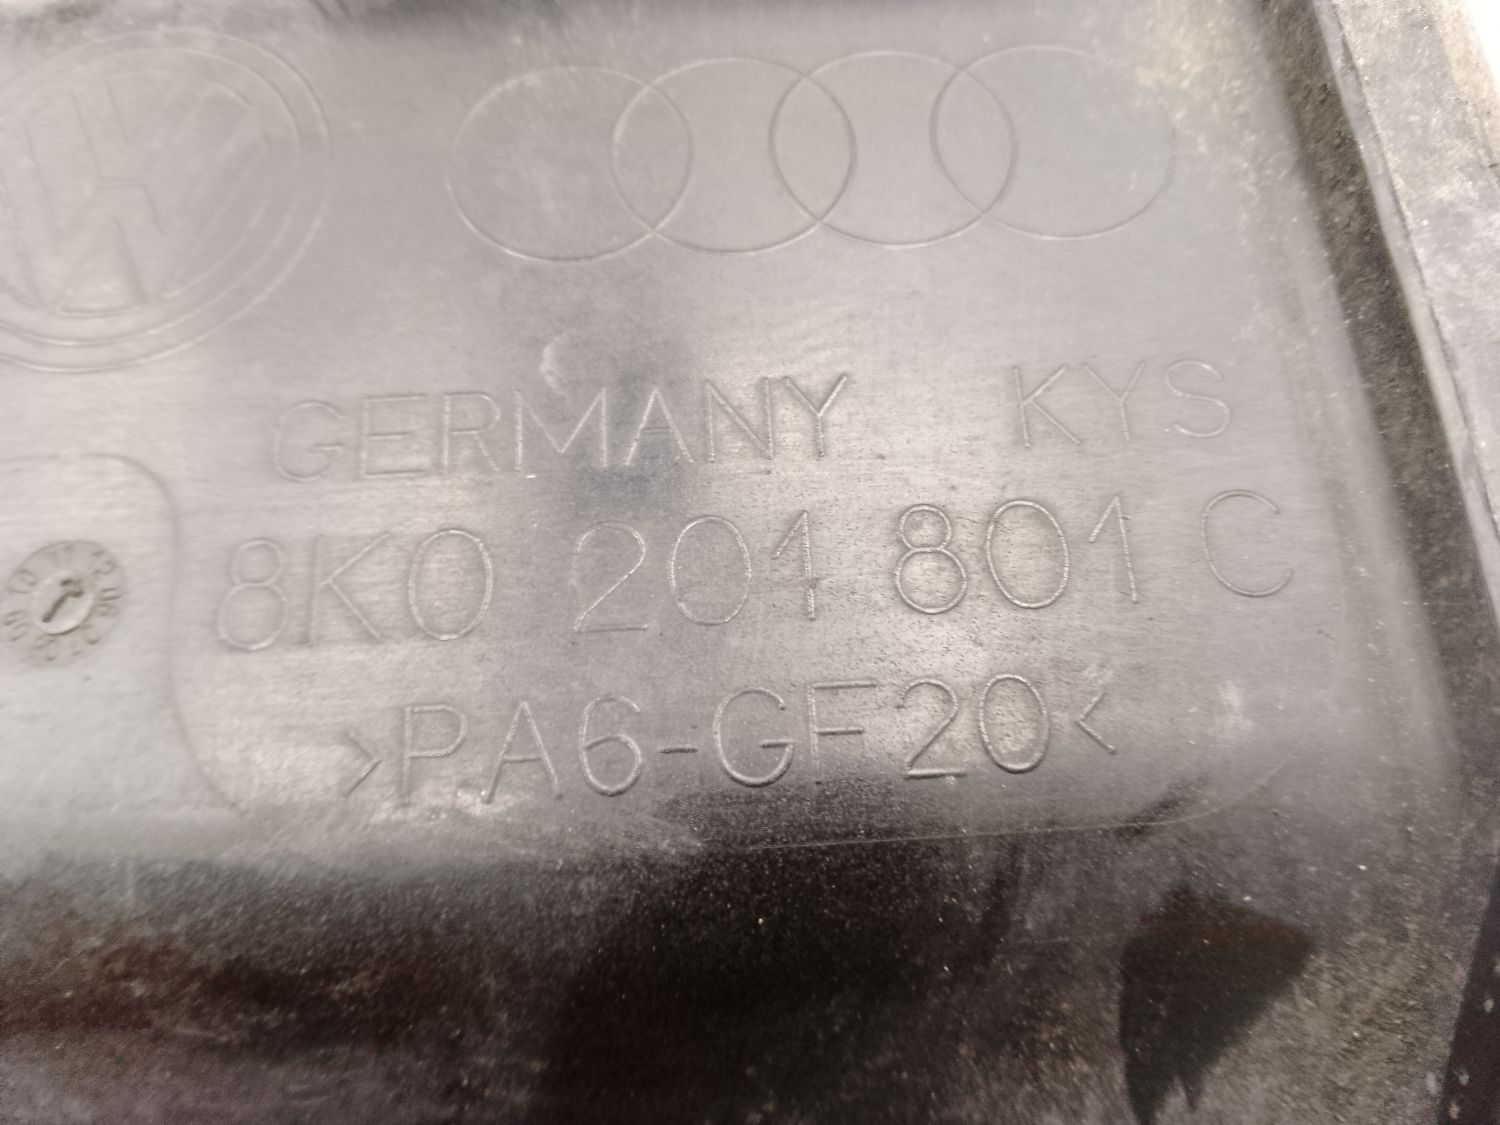 GERMANY KYS
8K0 201 801 C
>PA6-GF20<